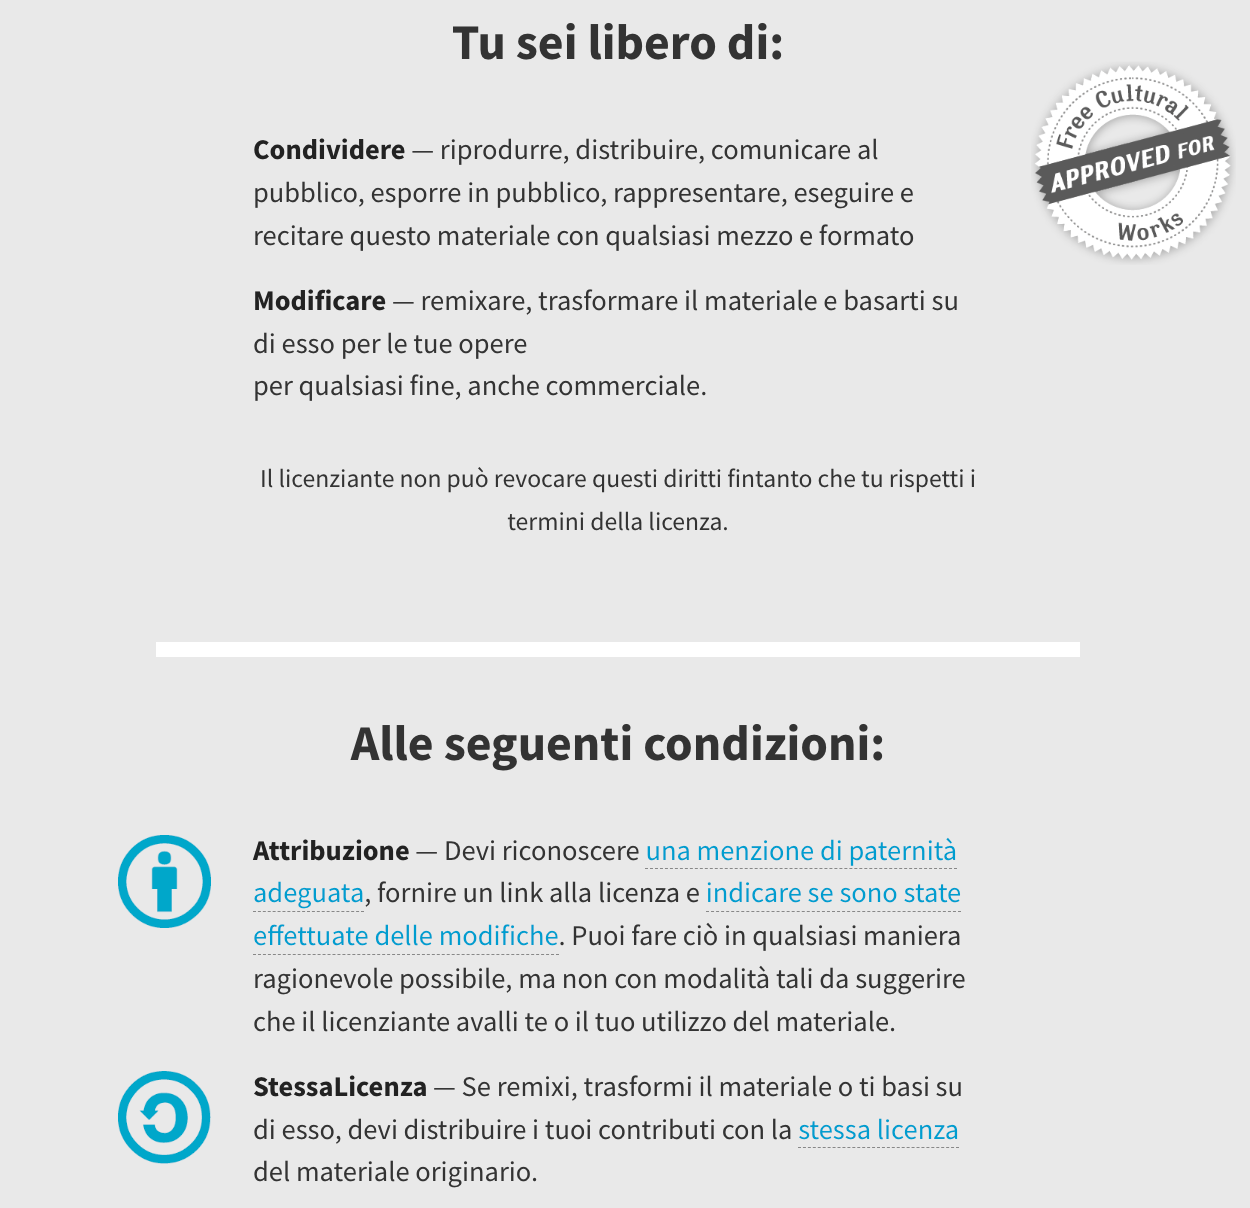 Tu sei libero di:
Free Cultural
APPROVED FOR
Works
Condividere — riprodurre, distribuire, comunicare al
pubblico, esporre in pubblico, rappresentare, eseguire e
recitare questo materiale con qualsiasi mezzo e formato
Modificare — remixare, trasformare il materiale e basarti su
di esso per le tue opere
per qualsiasi fine, anche commerciale.
Il licenziante non può revocare questi diritti fintanto che tu rispetti i
termini della licenza.
Alle seguenti condizioni:
Attribuzione — Devi riconoscere una menzione di paternità
adeguata, fornire un link alla licenza e indicare se sono state
effettuate delle modifiche. Puoi fare ciò in qualsiasi maniera
ragionevole possibile, ma non con modalità tali da suggerire
che il licenziante avalli te o il tuo utilizzo del materiale.
StessaLicenza — Se remixi, trasformi il materiale o ti basi su
di esso, devi distribuire i tuoi contributi con la stessa licenza
del materiale originario.